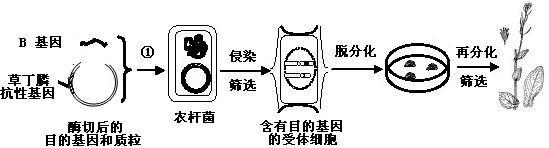 B 基因
草丁膦
抗性基因
酶切后的
目的基因和质粒
①
农杆菌
侵染
筛选
含有目的基因
的受体细胞
脱分化
再分化
筛选